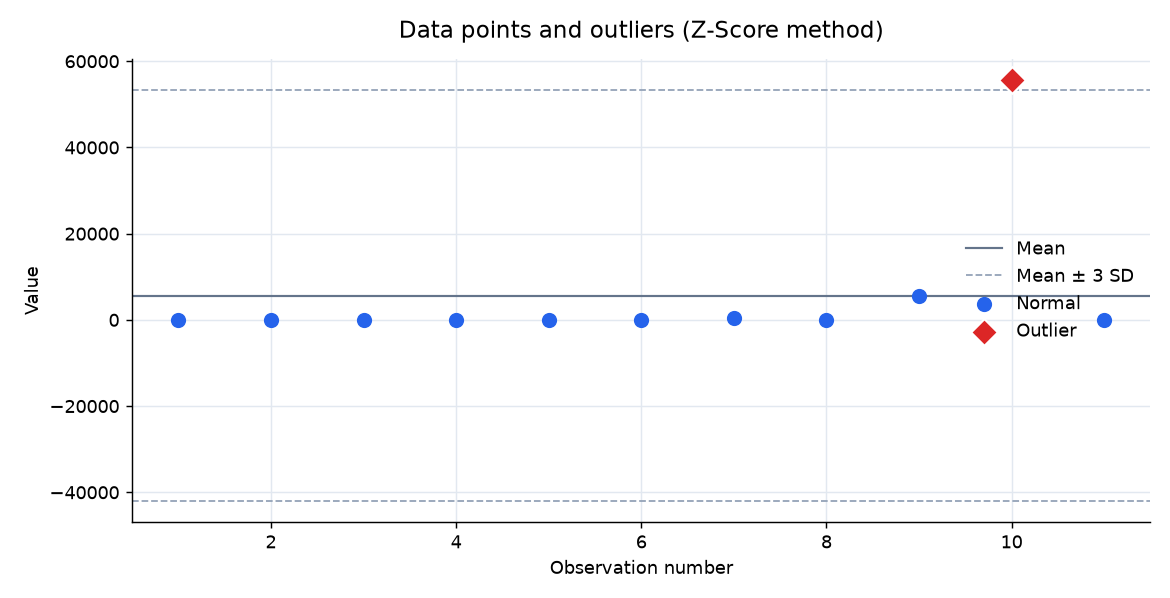 Data points and outliers (Z-Score method)
60000
40000
20000
0
−20000
−40000
Value
Mean
Mean ± 3 SD
Normal
Outlier
2
4
6
8
10
Observation number